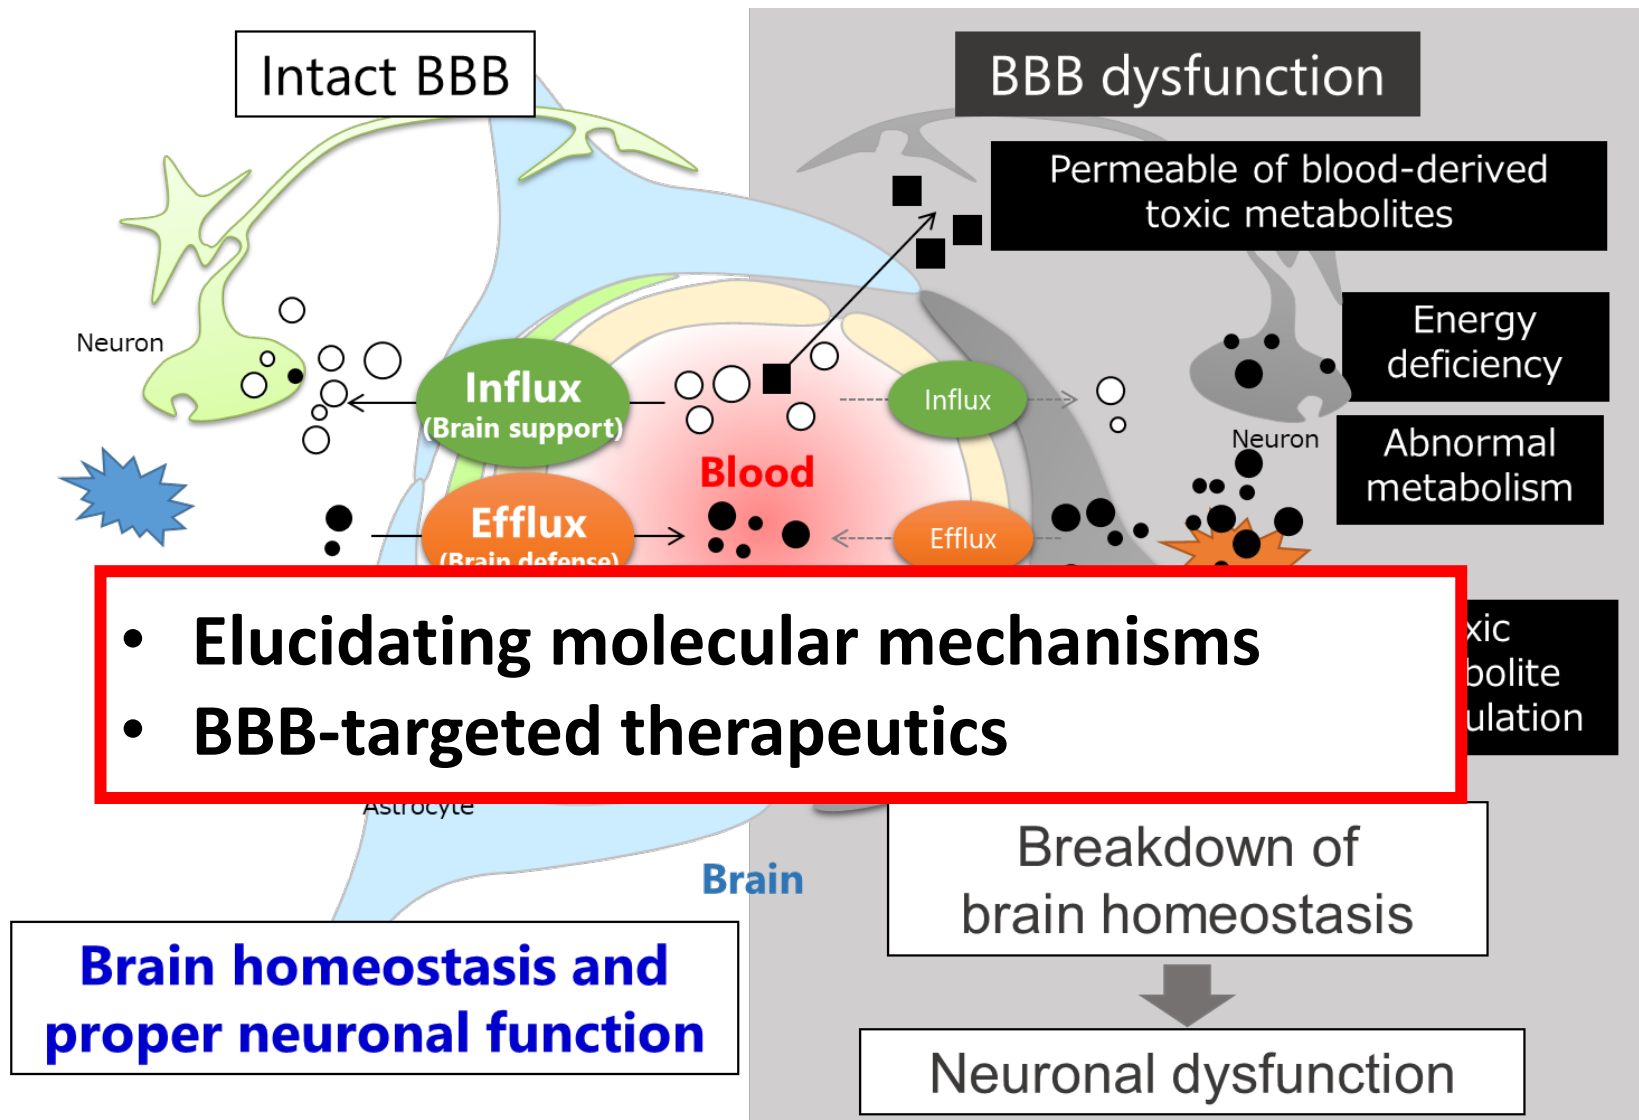 Intact BBB
BBB dysfunction
Permeable of blood-derived
toxic metabolites
Neuron
Influx
(Brain support)
Influx
Energy
deficiency
Neuron
Abnormal
metabolism
Blood
Efflux
(Brain defense)
Efflux
• Elucidating molecular mechanisms
• BBB-targeted therapeutics
xic
bolite
ulation
Astrocyte
Brain
Breakdown of
brain homeostasis
Brain homeostasis and
proper neuronal function
Neuronal dysfunction